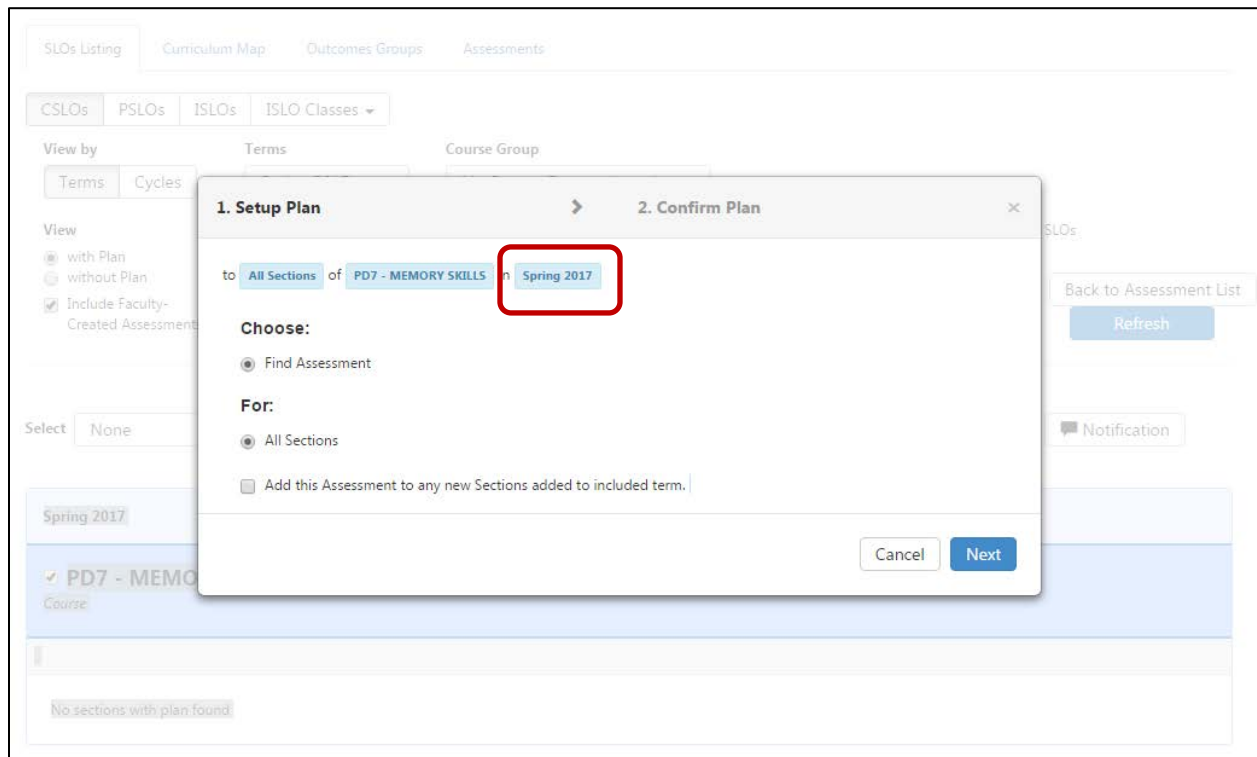 SLOs Listing Curriculum Map Outcomes Groups Assessments
CSLOs PSLOs ISLOs ISLO Classes
View by Terms Course Group
Terms Cycles
1. Setup Plan 2. Confirm Plan ×
View SLOs
with Plan
without Plan
Include Faculty-
Created Assessment
to All Sections of PD7 - MEMORY SKILLS in Spring 2017
Back to Assessment List
Refresh
Choose:
Find Assessment
For:
All Sections
Select None Notification
Add this Assessment to any new Sections added to included term.
Spring 2017
Cancel Next
PD7 - MEMO
Course
No sections with plan found